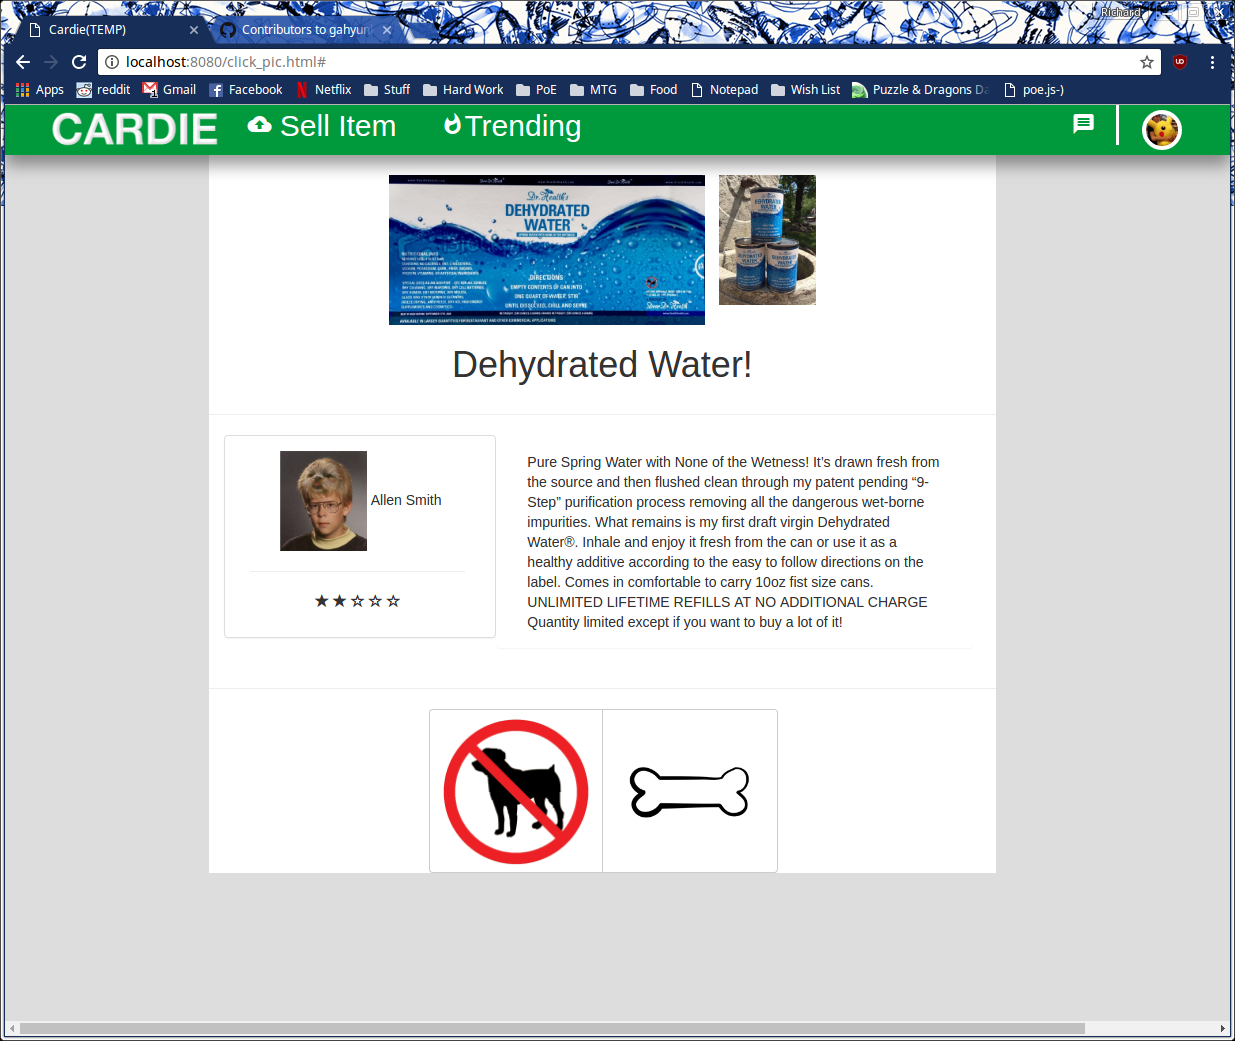 Richard
Cardie(TEMP)
Contributors to gahyun
localhost:8080/click_pic.html#
Apps reddit Gmail Facebook Netflix Stuff Hard Work PoE MTG Food Notepad Wish List Puzzle & Dragons Da poe.js-)
CARDIE Sell Item Trending
Dr. Health's
DEHYDRATED
WATER
DIRECTIONS
EMPTY CONTENTS OF CAN INTO
ONE QUART OF WATER STIR
UNTIL DISSOLVED, CHILL AND SERVE
DEHYDRATED
WATER
Dehydrated Water!
Allen Smith
★★☆☆☆
Pure Spring Water with None of the Wetness! It’s drawn fresh from
the source and then flushed clean through my patent pending “9-
Step” purification process removing all the dangerous wet-borne
impurities. What remains is my first draft virgin Dehydrated
Water®. Inhale and enjoy it fresh from the can or use it as a
healthy additive according to the easy to follow directions on the
label. Comes in comfortable to carry 10oz fist size cans.
UNLIMITED LIFETIME REFILLS AT NO ADDITIONAL CHARGE
Quantity limited except if you want to buy a lot of it!